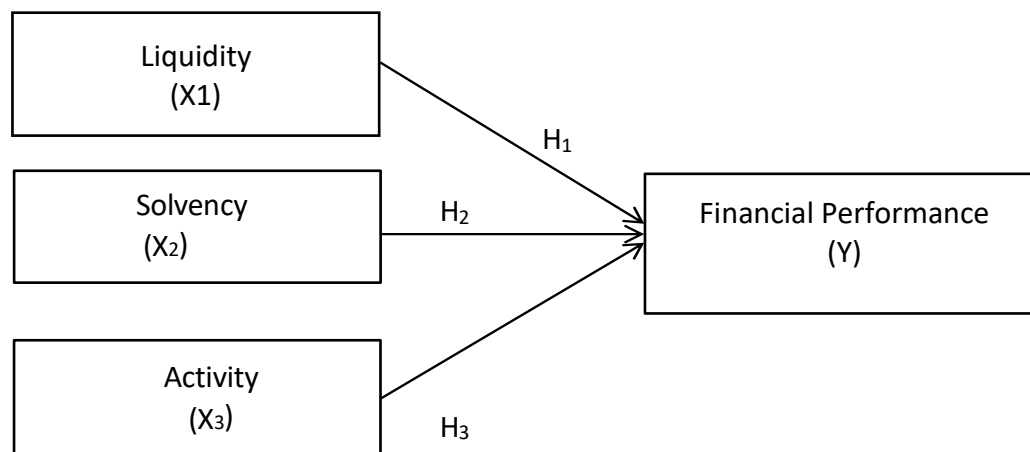 Liquidity
(X1)
H₁
Solvency
(X₂)
H₂
Financial Performance
(Y)
Activity
(X₃)
H₃